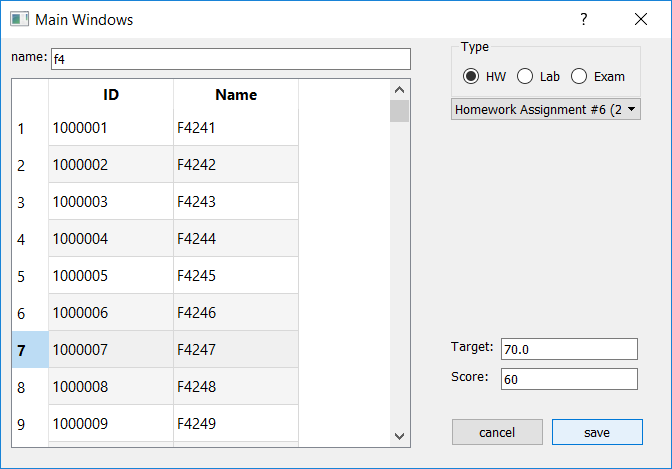 Main Windows ?
name: f4
ID Name
1 1000001 F4241
2 1000002 F4242
3 1000003 F4243
4 1000004 F4244
5 1000005 F4245
6 1000006 F4246
7 1000007 F4247
8 1000008 F4248
9 1000009 F4249
Type
HW Lab Exam
Homework Assignment #6 (2
Target: 70.0
Score: 60
cancel save